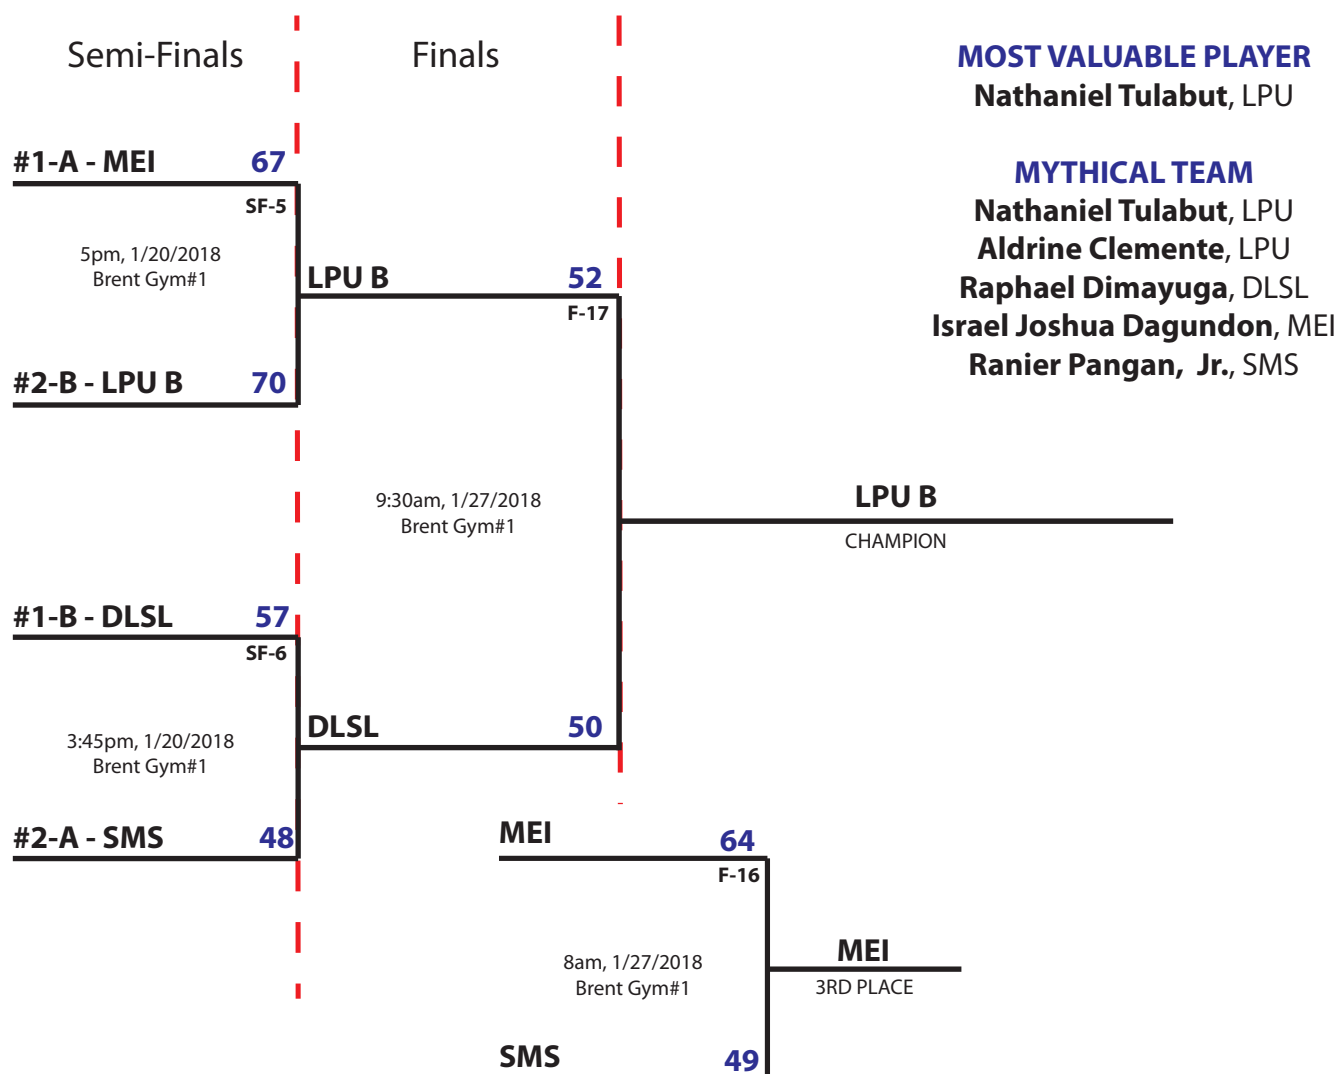 Semi-Finals
Finals
MOST VALUABLE PLAYER
Nathaniel Tulabut, LPU
MYTHICAL TEAM
Nathaniel Tulabut, LPU
Aldrine Clemente, LPU
Raphael Dimayuga, DLSL
Israel Joshua Dagundon, MEI
Ranier Pangan,  Jr., SMS
#1-A - MEI 67
SF-5
5pm, 1/20/2018
Brent Gym#1
#2-B - LPU B 70
LPU B 52
F-17
9:30am, 1/27/2018
Brent Gym#1
LPU B
CHAMPION
#1-B - DLSL 57
SF-6
3:45pm, 1/20/2018
Brent Gym#1
#2-A - SMS 48
DLSL 50
MEI 64
F-16
8am, 1/27/2018
Brent Gym#1
MEI
3RD PLACE
SMS 49